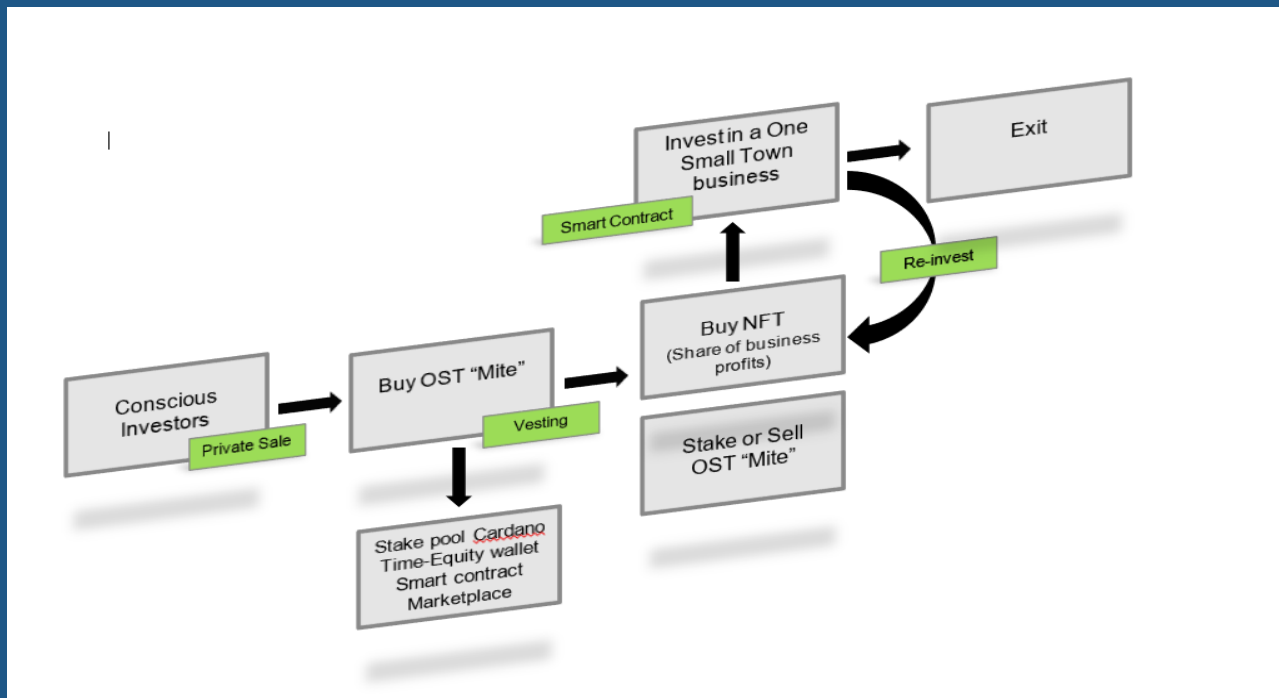 Conscious
Investors
Private Sale
Buy OST “Mite”
Vesting
Stake pool Cardano
Time-Equity wallet
Smart contract
Marketplace
Buy NFT
(Share of business
profits)
Stake or Sell
OST “Mite”
Invest in a One
Small Town
business
Smart Contract
Re-invest
Exit